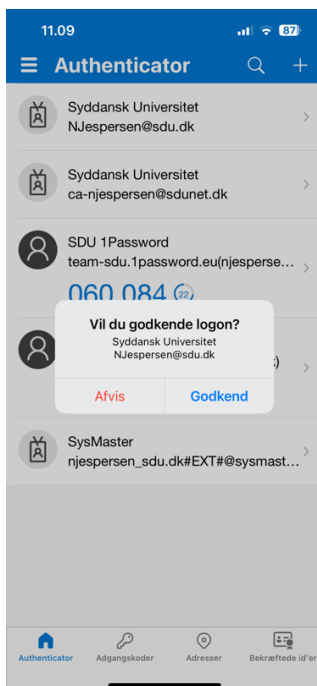 11.09
87
Authenticator
Syddansk Universitet
NJespersen@sdu.dk
Syddansk Universitet
ca-njespersen@sdunet.dk
SDU 1Password
team-sdu.1password.eu(njesperse...
060 084
22
Vil du godkende logon?
Syddansk Universitet
NJespersen@sdu.dk
Afvis
Godkend
SysMaster
njespersen_sdu.dk#EXT#@sysmast...
Authenticator
Adgangskoder
Adresser
Bekræftede id'er